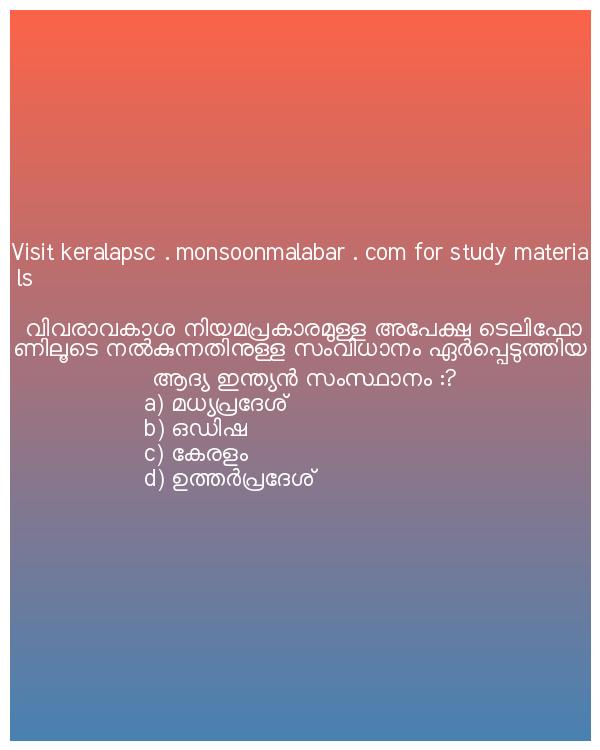 Visit keralapsc . monsoonmalabar . com for study materia
ls
വിവരാവകാശ നിയമപ്രകാരമുള്ള അപേക്ഷ ടെലിഫോ
ണിലൂടെ നൽകുന്നതിനുള്ള സംവിധാനം ഏർപ്പെടുത്തിയ
ആദ്യ ഇന്ത്യൻ സംസ്ഥാനം :?
a) മധ്യപ്രദേശ്
b) ഒഡിഷ
c) കേരളം
d) ഉത്തർപ്രദേശ്